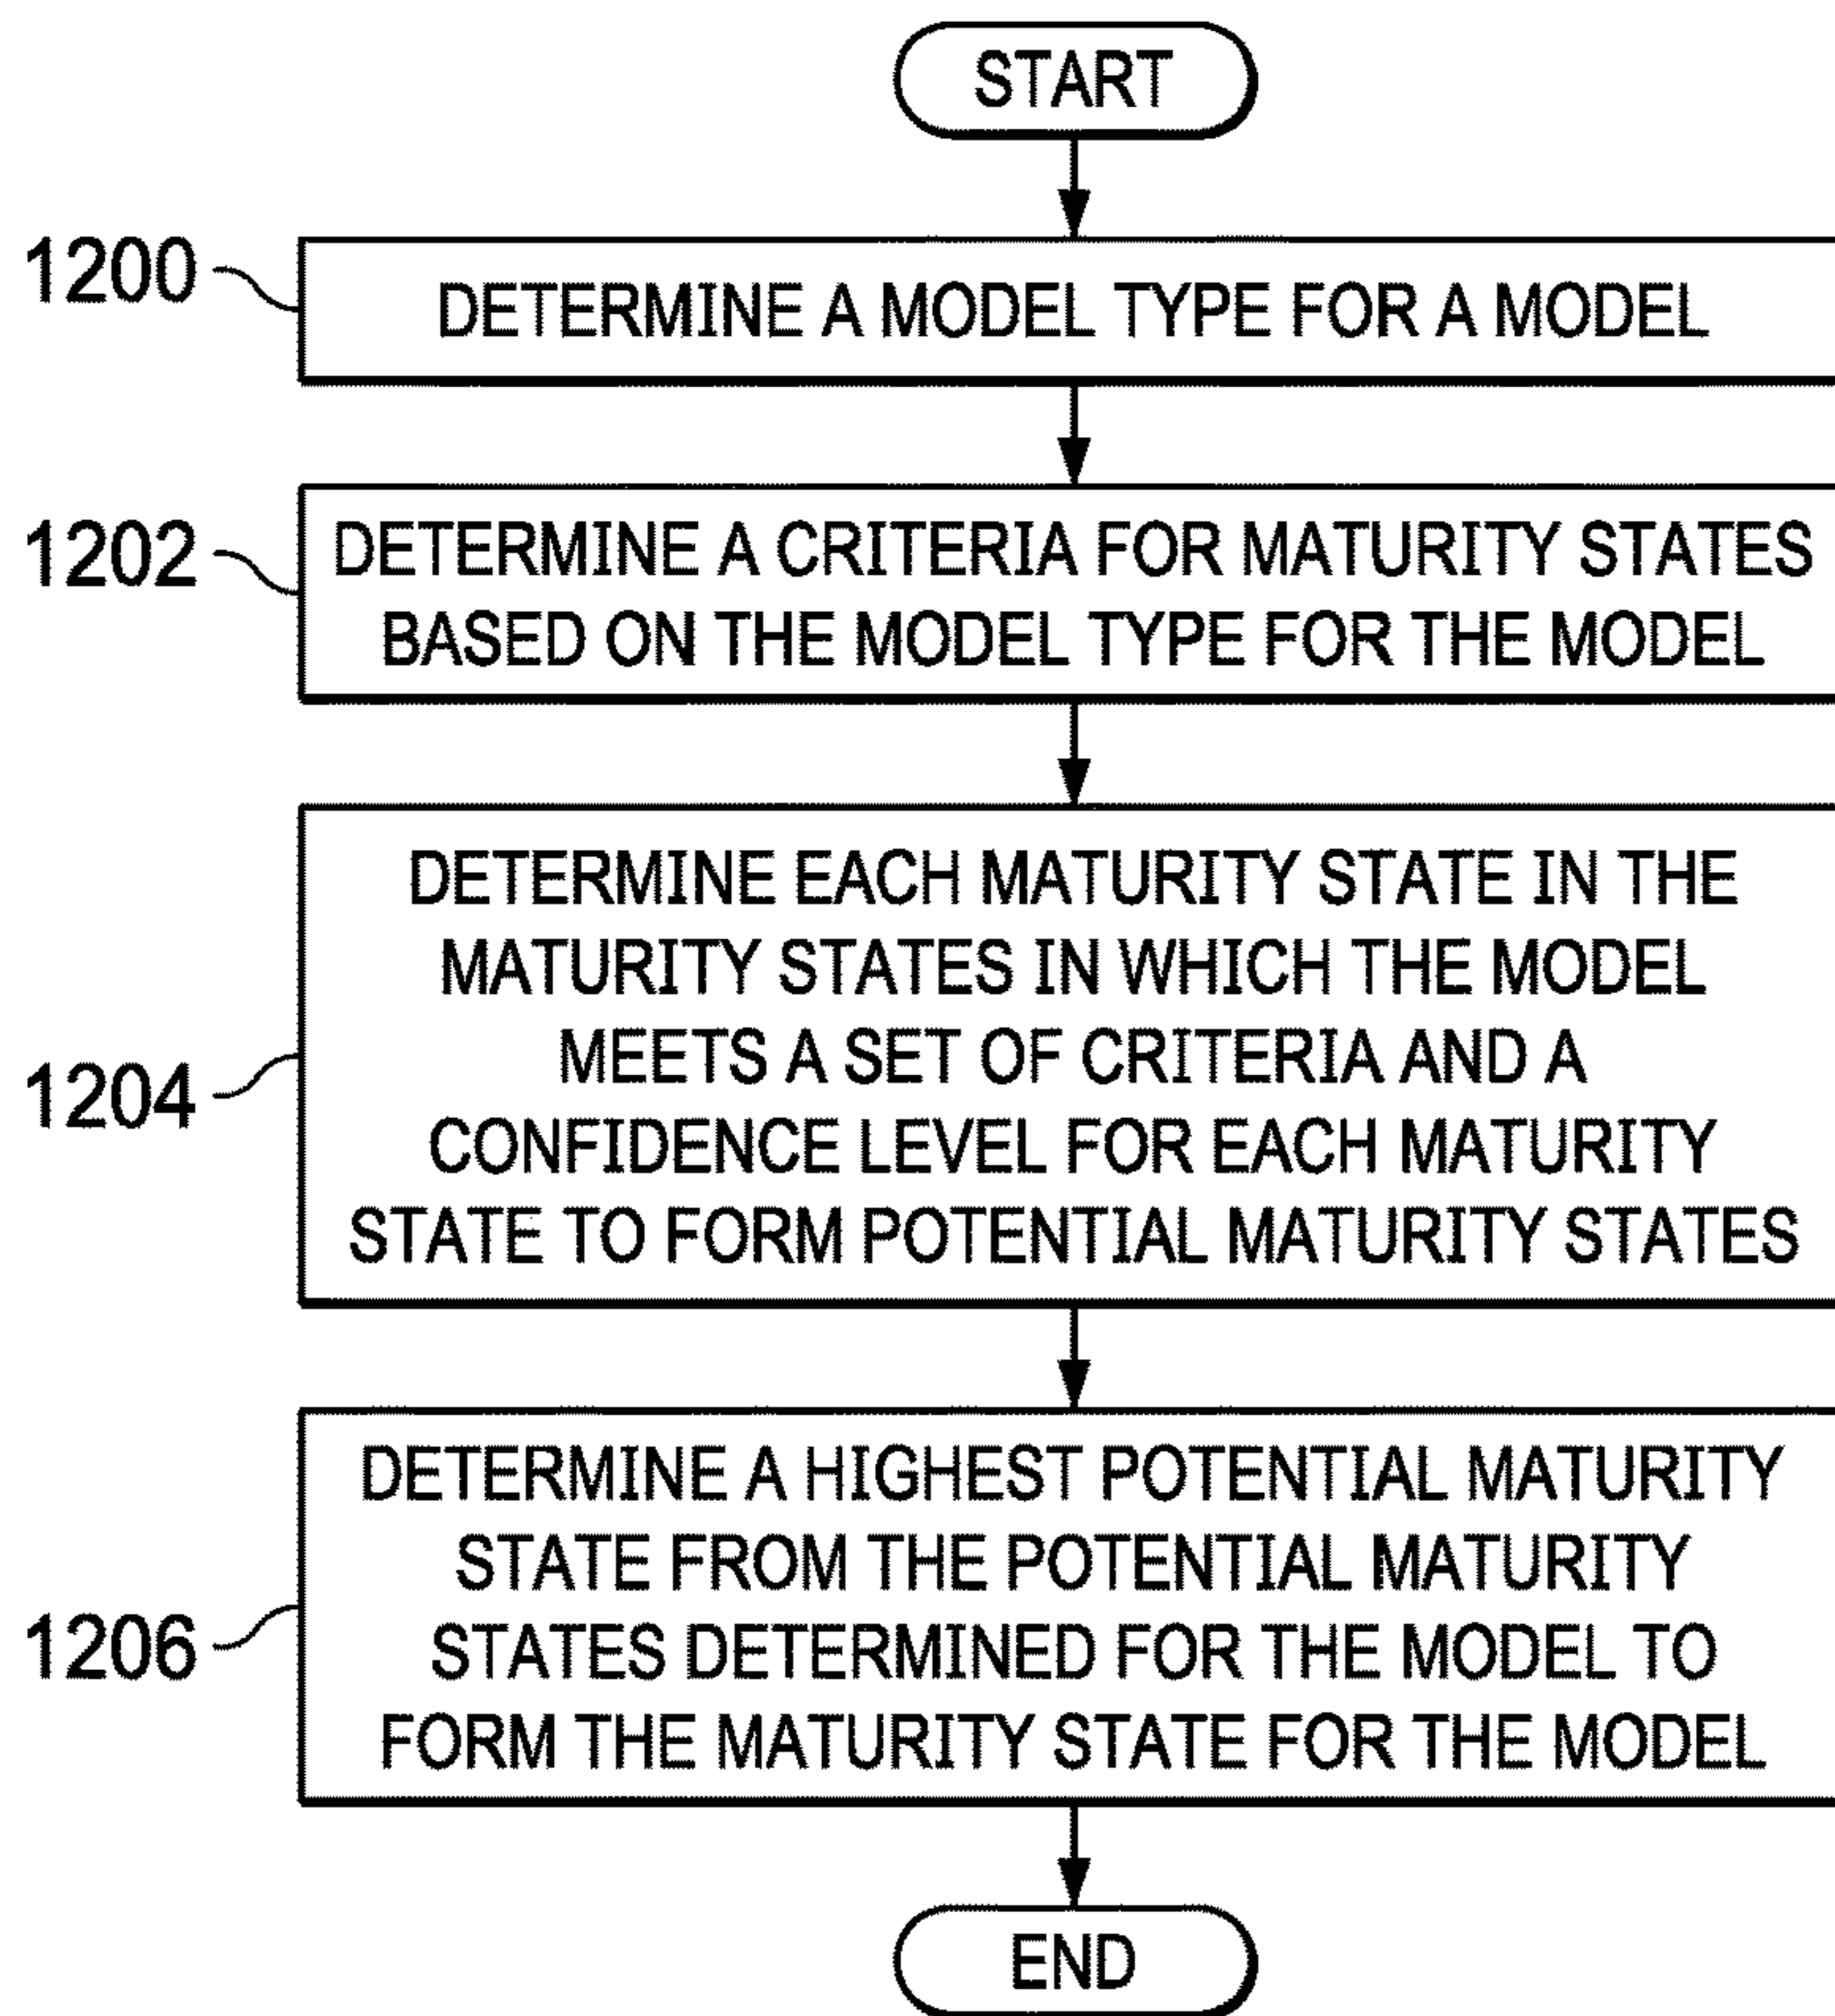 START
1200
DETERMINE A MODEL TYPE FOR A MODEL
1202
DETERMINE A CRITERIA FOR MATURITY STATES
BASED ON THE MODEL TYPE FOR THE MODEL
1204
DETERMINE EACH MATURITY STATE IN THE
MATURITY STATES IN WHICH THE MODEL
MEETS A SET OF CRITERIA AND A
CONFIDENCE LEVEL FOR EACH MATURITY
STATE TO FORM POTENTIAL MATURITY STATES
1206
DETERMINE A HIGHEST POTENTIAL MATURITY
STATE FROM THE POTENTIAL MATURITY
STATES DETERMINED FOR THE MODEL TO
FORM THE MATURITY STATE FOR THE MODEL
END